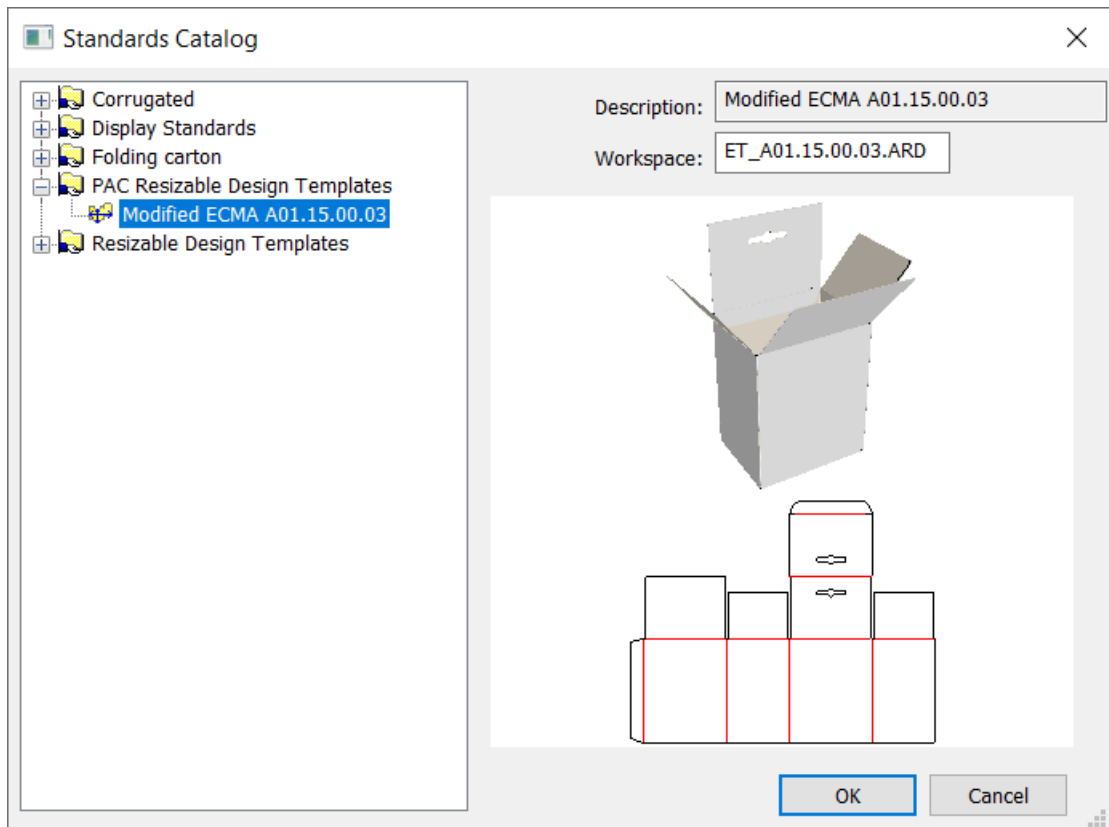 Standards Catalog
Corrugated
Display Standards
Folding carton
PAC Resizable Design Templates
Modified ECMA A01.15.00.03
Resizable Design Templates
Description: Modified ECMA A01.15.00.03
Workspace: ET_A01.15.00.03.ARD
OK Cancel